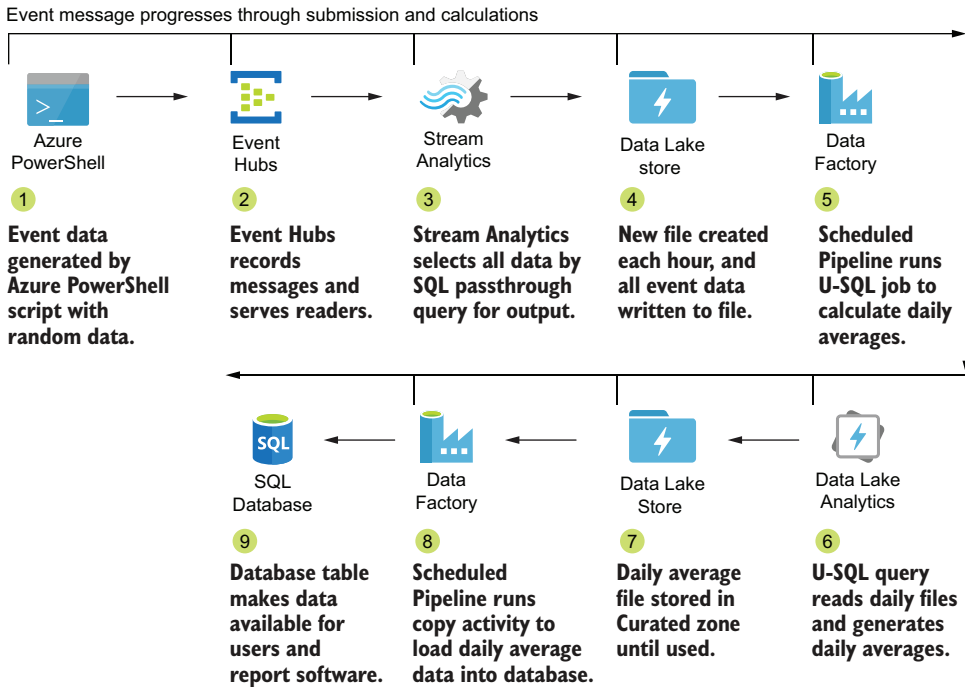 Event message progresses through submission and calculations
Azure
PowerShell
1
Event data
generated by
Azure PowerShell
script with
random data.
Event
Hubs
2
Event Hubs
records
messages and
serves readers.
Stream
Analytics
3
Stream Analytics
selects all data by
SQL passthrough
query for output.
Data Lake
store
4
New file created
each hour, and
all event data
written to file.
Data
Factory
5
Scheduled
Pipeline runs
U-SQL job to
calculate daily
averages.
Data Lake
Analytics
6
U-SQL query
reads daily files
and generates
daily averages.
Data Lake
Store
7
Daily average
file stored in
Curated zone
until used.
Data
Factory
8
Scheduled
Pipeline runs
copy activity to
load daily average
data into database.
SQL
SQL
Database
9
Database table
makes data
available for
users and
report software.